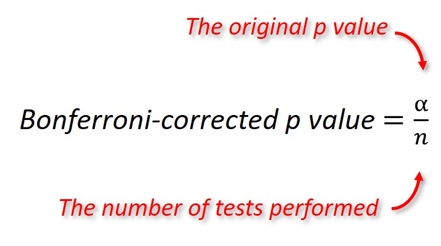 The original p value
Bonferroni-corrected p value = α/n
The number of tests performed